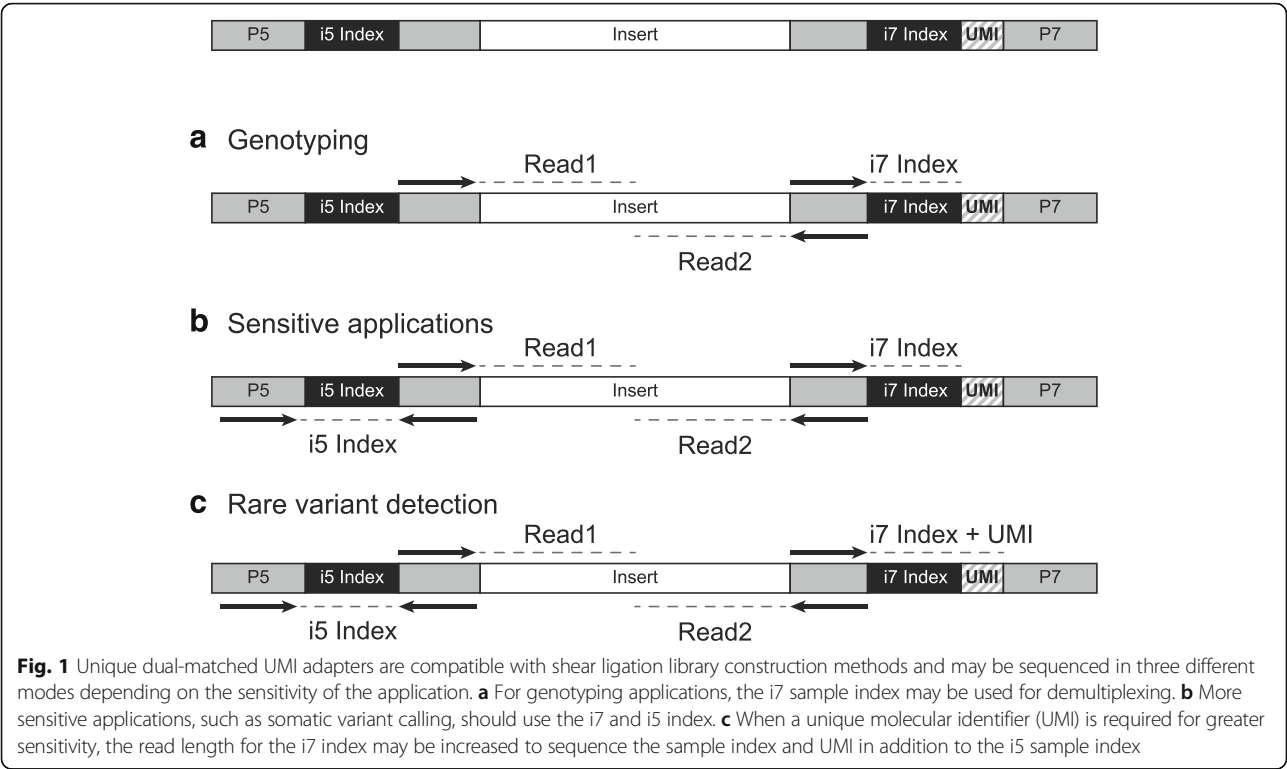 P5 i5 Index Insert i7 Index UMI P7
a Genotyping
Read1 i7 Index
P5 i5 Index Insert i7 Index UMI P7
Read2
b Sensitive applications
Read1 i7 Index
P5 i5 Index Insert i7 Index UMI P7
i5 Index Read2
c Rare variant detection
Read1 i7 Index + UMI
P5 i5 Index Insert i7 Index UMI P7
i5 Index Read2
Fig. 1 Unique dual-matched UMI adapters are compatible with shear ligation library construction methods and may be sequenced in three different
modes depending on the sensitivity of the application. a For genotyping applications, the i7 sample index may be used for demultiplexing. b More
sensitive applications, such as somatic variant calling, should use the i7 and i5 index. c When a unique molecular identifier (UMI) is required for greater
sensitivity, the read length for the i7 index may be increased to sequence the sample index and UMI in addition to the i5 sample index